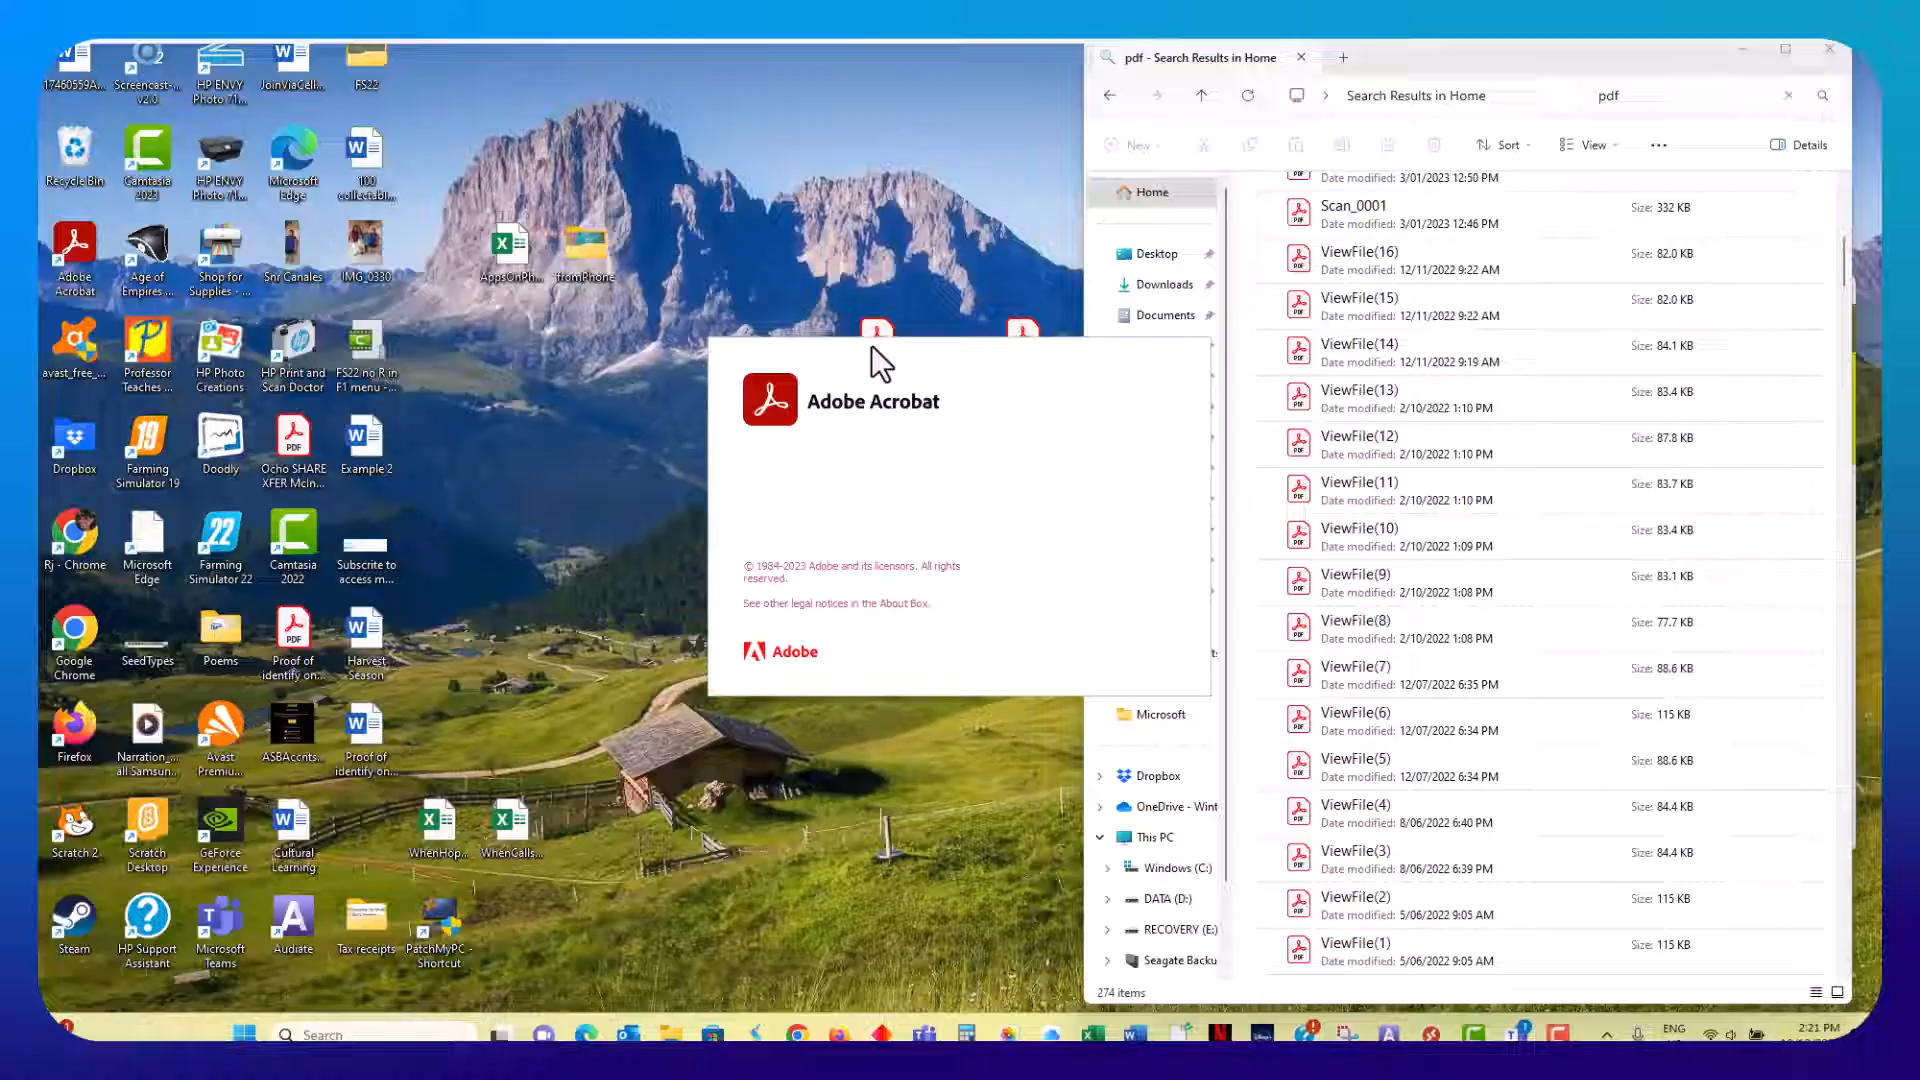 17460559A...
Screencast-...
v2.0
HP ENVY
Photo 71...
JoinViaCell...
FS22
Recycle Bin
Camtasia
2023
HP ENVY
Photo 71...
Microsoft
Edge
100
collectabl...
Adobe
Acrobat
Age of
Empires ...
Shop for
Supplies - ...
Snr Canales
IMG_0330
AppsOnPh...
fromPhone
avast_free_...
Professor
Teaches ...
HP Photo
Creations
HP Print and
Scan Doctor
FS22 no R in
F1 menu -...
Dropbox
Farming
Simulator 19
Doodly
Ocho SHARE
XFER McIn...
Example 2
Rj - Chrome
Microsoft
Edge
Farming
Simulator 22
Camtasia
2022
Subscrite to
access m...
Google
Chrome
SeedTypes
Poems
Proof of
identify on...
Harvest
Season
Firefox
Narration_...
all Samsun...
Avast
Premiu...
ASBAccnts...
Proof of
identify on...
Scratch 2
Scratch
Desktop
GeForce
Experience
Cultural
Learning
WhenHop...
WhenCalls...
Steam
HP Support
Assistant
Microsoft
Teams
Audiate
Tax receipts
PatchMyPC -
Shortcut
Adobe Acrobat
© 1984-2023 Adobe and its licensors. All rights
reserved.
See other legal notices in the About Box.
Adobe
pdf - Search Results in Home
Search Results in Home
pdf
New
Sort
View
Details
Home
Desktop
Downloads
Documents
Microsoft
Dropbox
OneDrive - Wint
This PC
Windows (C:)
DATA (D:)
RECOVERY (E:)
Seagate Backu
Date modified: 3/01/2023 12:50 PM
Scan_0001
Date modified: 3/01/2023 12:46 PM
Size: 332 KB
ViewFile(16)
Date modified: 12/11/2022 9:22 AM
Size: 82.0 KB
ViewFile(15)
Date modified: 12/11/2022 9:22 AM
Size: 82.0 KB
ViewFile(14)
Date modified: 12/11/2022 9:19 AM
Size: 84.1 KB
ViewFile(13)
Date modified: 2/10/2022 1:10 PM
Size: 83.4 KB
ViewFile(12)
Date modified: 2/10/2022 1:10 PM
Size: 87.8 KB
ViewFile(11)
Date modified: 2/10/2022 1:10 PM
Size: 83.7 KB
ViewFile(10)
Date modified: 2/10/2022 1:09 PM
Size: 83.4 KB
ViewFile(9)
Date modified: 2/10/2022 1:08 PM
Size: 83.1 KB
ViewFile(8)
Date modified: 2/10/2022 1:08 PM
Size: 77.7 KB
ViewFile(7)
Date modified: 12/07/2022 6:35 PM
Size: 88.6 KB
ViewFile(6)
Date modified: 12/07/2022 6:34 PM
Size: 115 KB
ViewFile(5)
Date modified: 12/07/2022 6:34 PM
Size: 88.6 KB
ViewFile(4)
Date modified: 8/06/2022 6:40 PM
Size: 84.4 KB
ViewFile(3)
Date modified: 8/06/2022 6:39 PM
Size: 84.4 KB
ViewFile(2)
Date modified: 5/06/2022 9:05 AM
Size: 115 KB
ViewFile(1)
Date modified: 5/06/2022 9:05 AM
Size: 115 KB
274 items
Search
ENG
2:21 PM